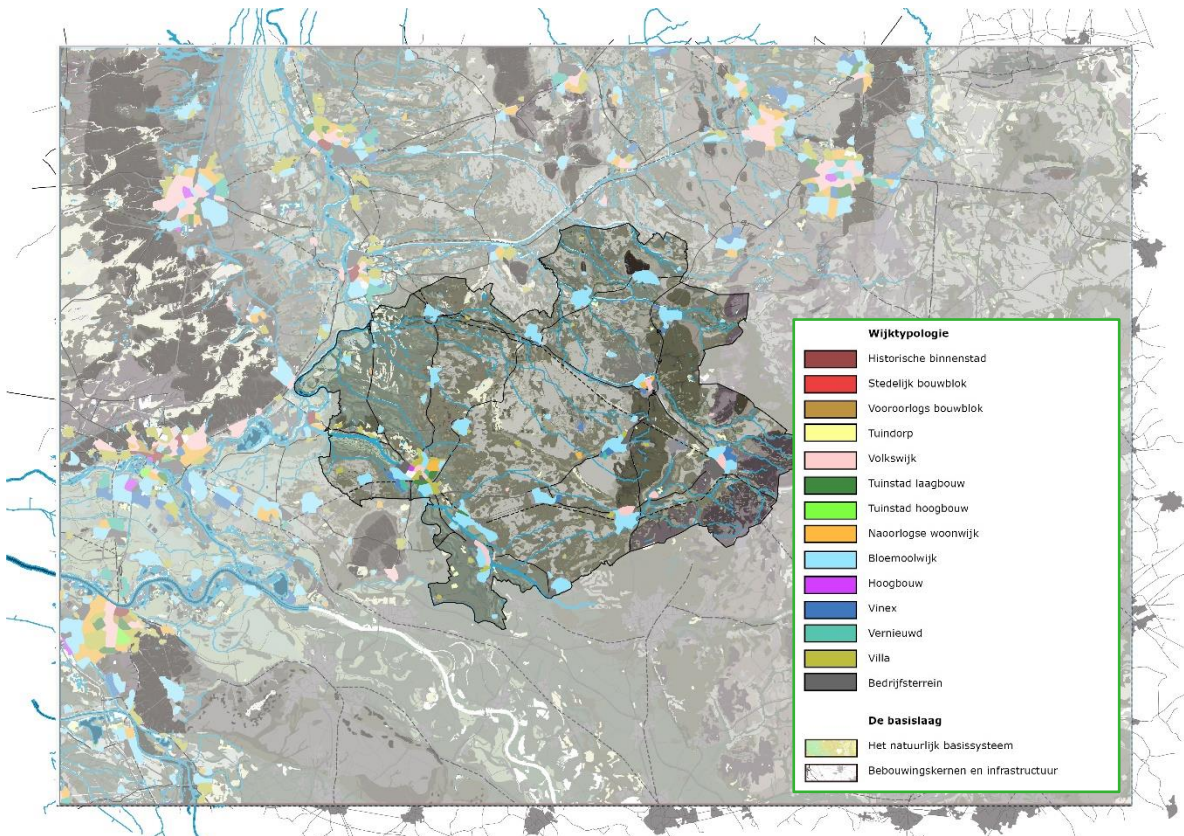 Wijktypologie
Historische binnenstad
Stedelijk bouwblok
Vooroorlogs bouwblok
Tuindorp
Volkswijk
Tuinstad laagbouw
Tuinstad hoogbouw
Naoorlogse woonwijk
Bloemoolwijk
Hoogbouw
Vinex
Vernieuwd
Villa
Bedrijfsterrein
De basislaag
Het natuurlijk basissysteem
Bebouwingskernen en infrastructuur